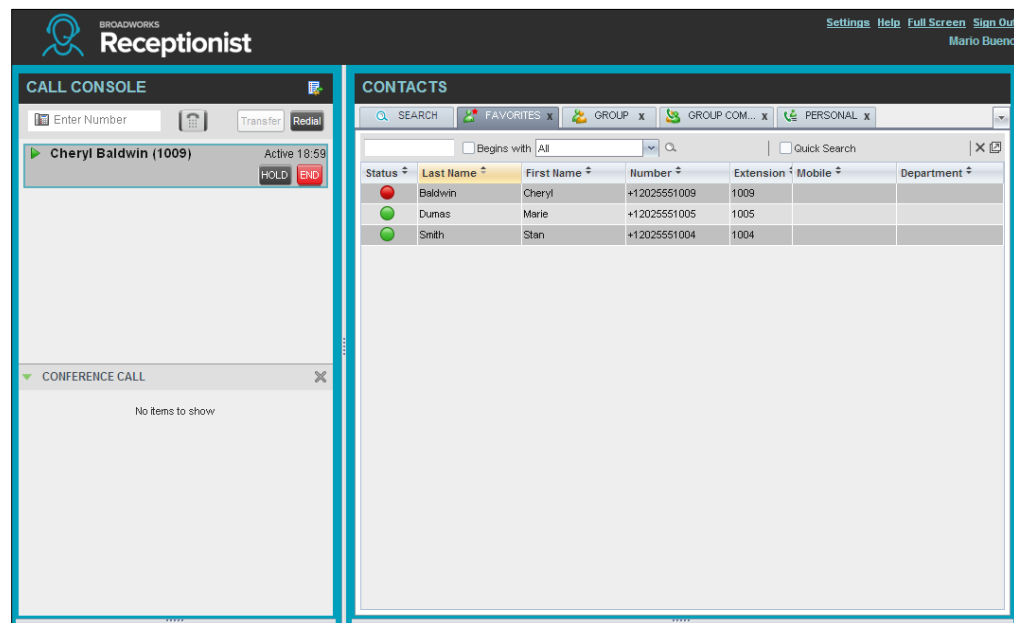 BROADWORKS
Receptionist
Settings Help Full Screen Sign Out
Mario Bueno
CALL CONSOLE
Enter Number Transfer Redial
Cheryl Baldwin (1009) Active 18:59
HOLD END
CONFERENCE CALL
No items to show
CONTACTS
SEARCH FAVORITES x GROUP x GROUP COM... x PERSONAL x
Begins with All Quick Search
Status Last Name First Name Number Extension Mobile Department
Baldwin Cheryl +12025551009 1009
Dumas Marie +12025551005 1005
Smith Stan +12025551004 1004